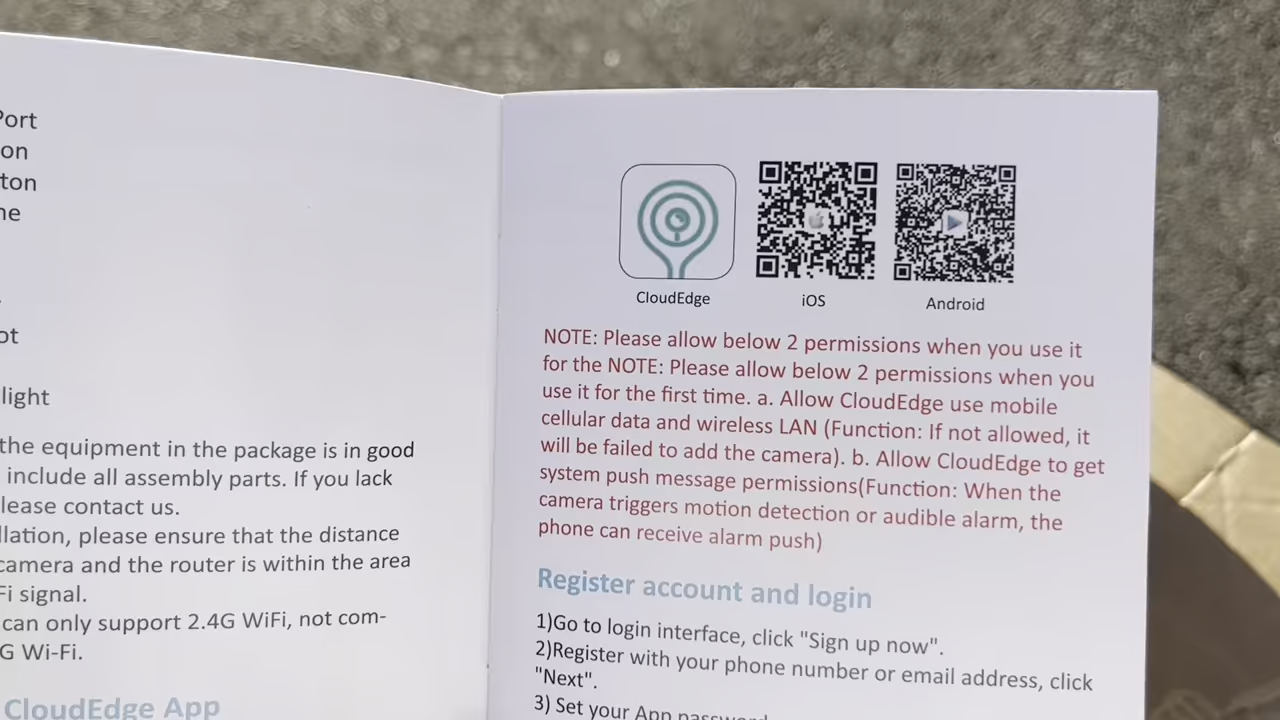 Port
on
ton
ne
ot
light
the equipment in the package is in good
include all assembly parts. If you lack
lease contact us.
llation, please ensure that the distance
camera and the router is within the area
Fi signal.
can only support 2.4G WiFi, not com-
G Wi-Fi.
CloudEdge App
CloudEdge
iOS
Android
NOTE: Please allow below 2 permissions when you use it
for the NOTE: Please allow below 2 permissions when you
use it for the first time. a. Allow CloudEdge use mobile
cellular data and wireless LAN (Function: If not allowed, it
will be failed to add the camera). b. Allow CloudEdge to get
system push message permissions(Function: When the
camera triggers motion detection or audible alarm, the
phone can receive alarm push)
Register account and login
1)Go to login interface, click "Sign up now".
2)Register with your phone number or email address, click
"Next".
3) Set your App password